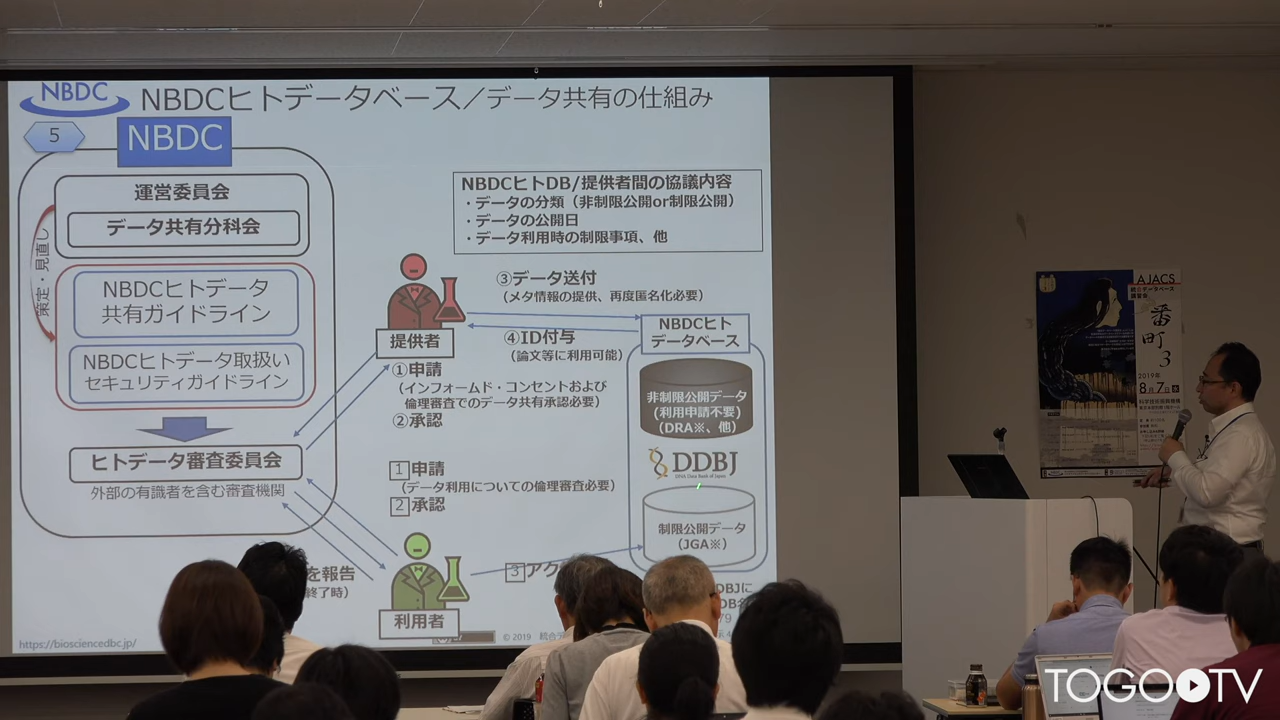 NBDC
NBDCヒトデータベース／データ共有の仕組み
5
NBDC
運営委員会
データ共有分科会
策定・見直し
NBDCヒトデータ
共有ガイドライン
NBDCヒトデータ取扱い
セキュリティガイドライン
ヒトデータ審査委員会
外部の有識者を含む審査機関
NBDCヒトDB/提供者間の協議内容
・データの分類（非制限公開or制限公開）
・データの公開日
・データ利用時の制限事項、他
③データ送付
（メタ情報の提供、再度匿名化必要）
提供者
④ID付与
（論文等に利用可能）
①申請
（インフォームド・コンセントおよび
倫理審査でのデータ共有承認必要）
②承認
1 申請
（データ利用についての倫理審査必要）
2 承認
NBDCヒト
データベース
非制限公開データ
(利用申請不要)
(DRA※、他)
DDBJ
DNA Data Bank of Japan
制限公開データ
(JGA※)
を報告
終了時）
3 アク
利用者
DBJに
https://biosciencedbc.jp/
© 2019 統合デ
AJACS
番町3
2019年
8月7日
TOGOTV